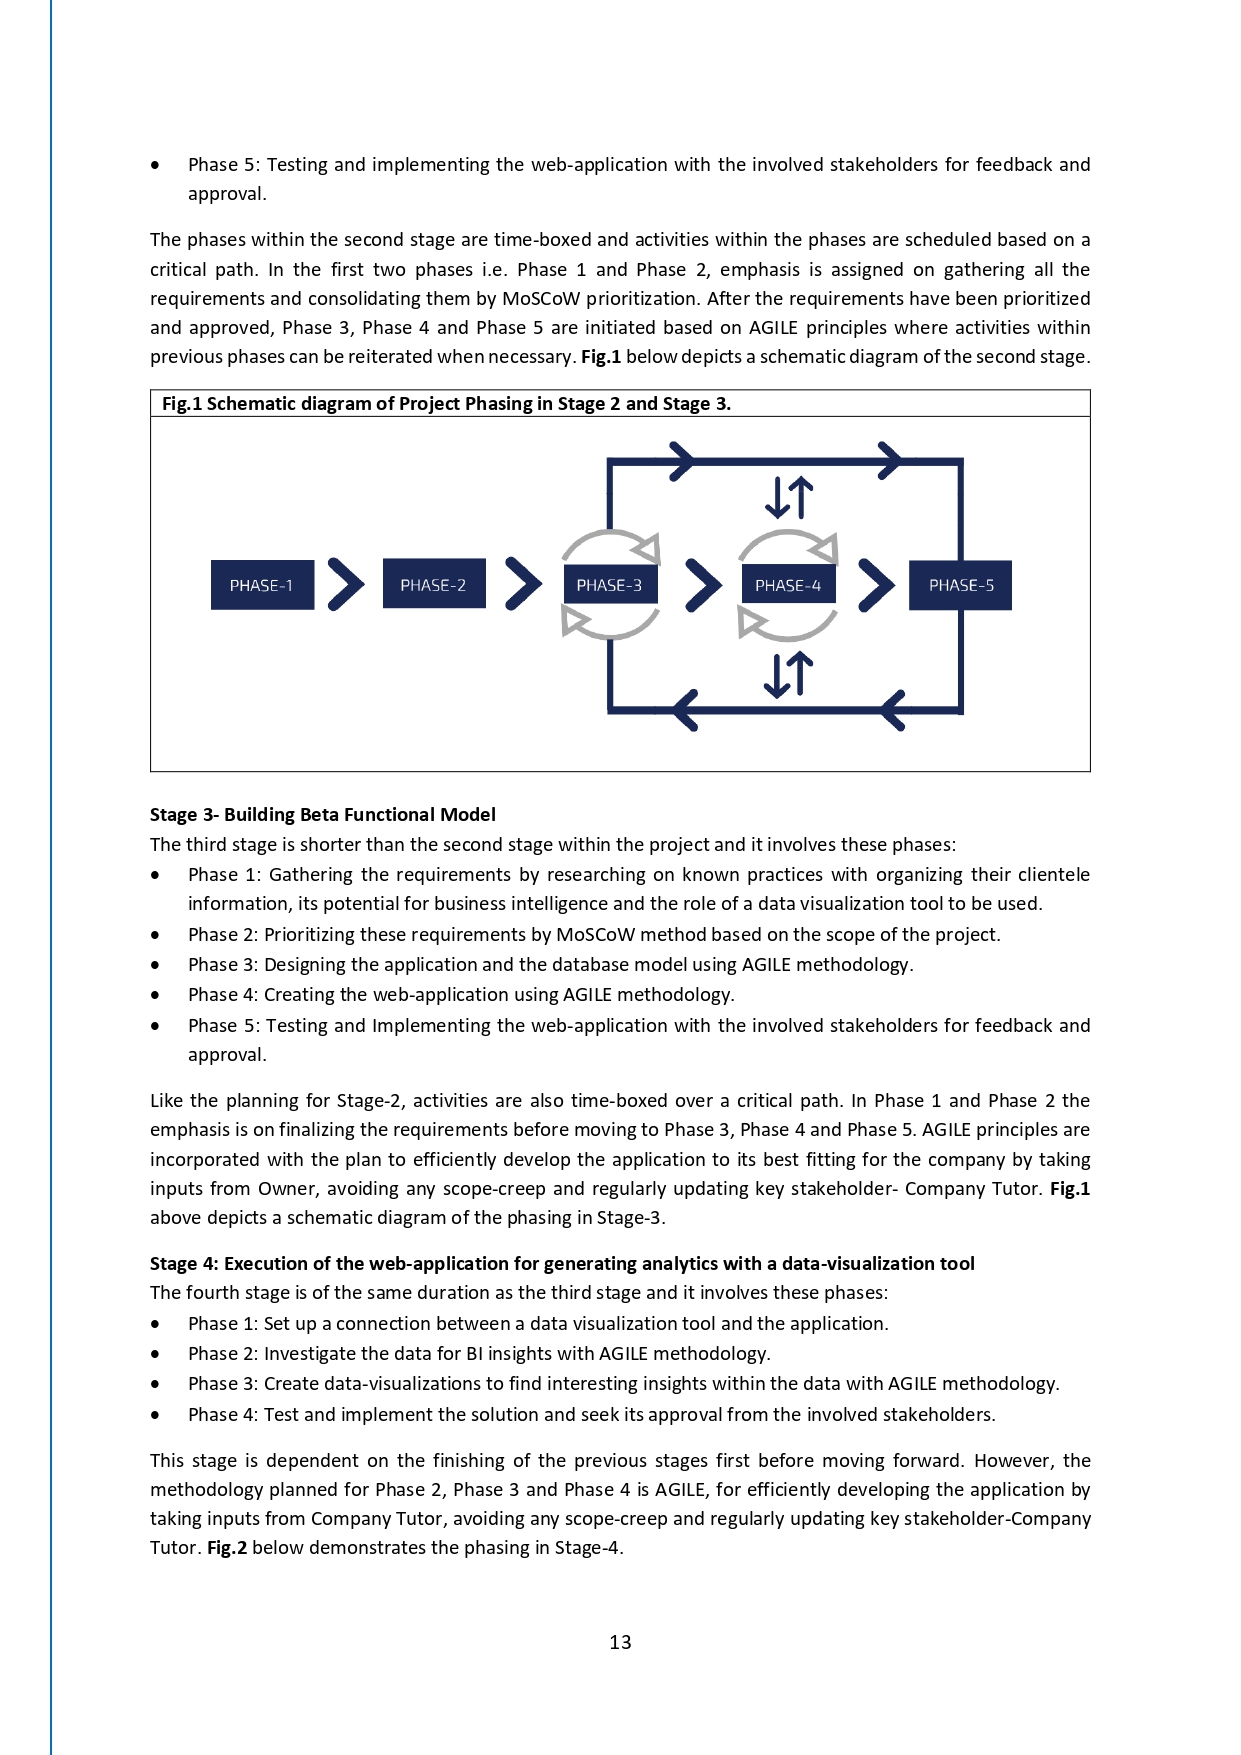 • Phase 5: Testing and implementing the web-application with the involved stakeholders for feedback and
approval.
The phases within the second stage are time-boxed and activities within the phases are scheduled based on a
critical path. In the first two phases i.e. Phase 1 and Phase 2, emphasis is assigned on gathering all the
requirements and consolidating them by MoSCoW prioritization. After the requirements have been prioritized
and approved, Phase 3, Phase 4 and Phase 5 are initiated based on AGILE principles where activities within
previous phases can be reiterated when necessary. Fig.1 below depicts a schematic diagram of the second stage.
Fig.1 Schematic diagram of Project Phasing in Stage 2 and Stage 3.
PHASE-1
PHASE-2
PHASE-3
PHASE-4
PHASE-5
Stage 3- Building Beta Functional Model
The third stage is shorter than the second stage within the project and it involves these phases:
• Phase 1: Gathering the requirements by researching on known practices with organizing their clientele
information, its potential for business intelligence and the role of a data visualization tool to be used.
• Phase 2: Prioritizing these requirements by MoSCoW method based on the scope of the project.
• Phase 3: Designing the application and the database model using AGILE methodology.
• Phase 4: Creating the web-application using AGILE methodology.
• Phase 5: Testing and Implementing the web-application with the involved stakeholders for feedback and
approval.
Like the planning for Stage-2, activities are also time-boxed over a critical path. In Phase 1 and Phase 2 the
emphasis is on finalizing the requirements before moving to Phase 3, Phase 4 and Phase 5. AGILE principles are
incorporated with the plan to efficiently develop the application to its best fitting for the company by taking
inputs from Owner, avoiding any scope-creep and regularly updating key stakeholder- Company Tutor. Fig.1
above depicts a schematic diagram of the phasing in Stage-3.
Stage 4: Execution of the web-application for generating analytics with a data-visualization tool
The fourth stage is of the same duration as the third stage and it involves these phases:
• Phase 1: Set up a connection between a data visualization tool and the application.
• Phase 2: Investigate the data for BI insights with AGILE methodology.
• Phase 3: Create data-visualizations to find interesting insights within the data with AGILE methodology.
• Phase 4: Test and implement the solution and seek its approval from the involved stakeholders.
This stage is dependent on the finishing of the previous stages first before moving forward. However, the
methodology planned for Phase 2, Phase 3 and Phase 4 is AGILE, for efficiently developing the application by
taking inputs from Company Tutor, avoiding any scope-creep and regularly updating key stakeholder-Company
Tutor. Fig.2 below demonstrates the phasing in Stage-4.
13